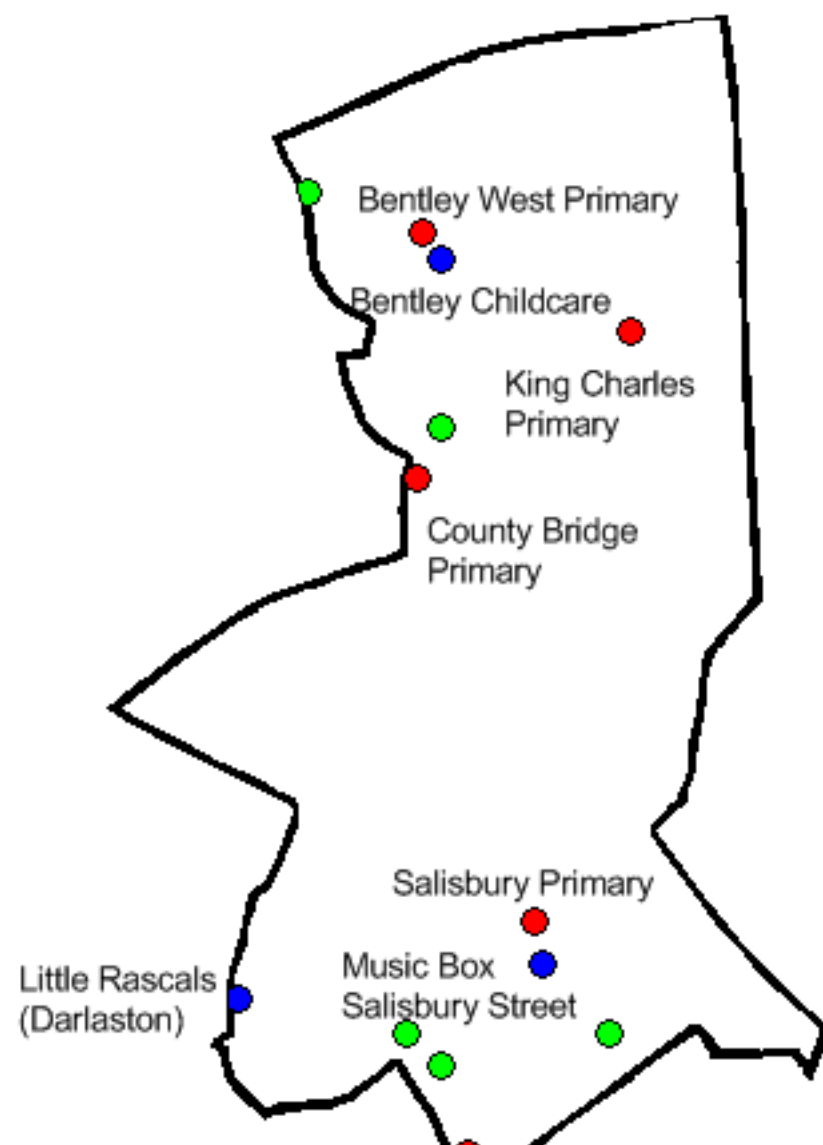 Bentley West Primary
Bentley Childcare
King Charles
Primary
County Bridge
Primary
Salisbury Primary
Little Rascals
(Darlaston)
Music Box
Salisbury Street